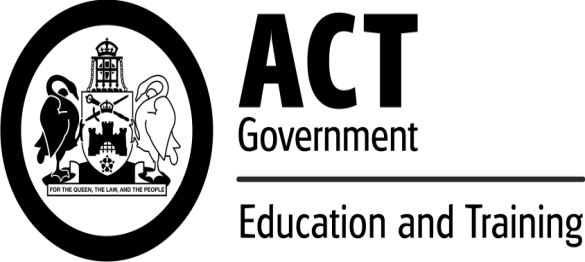 ACT
Government
Education and Training
FOR THE QUEEN, THE LAW, AND THE PEOPLE